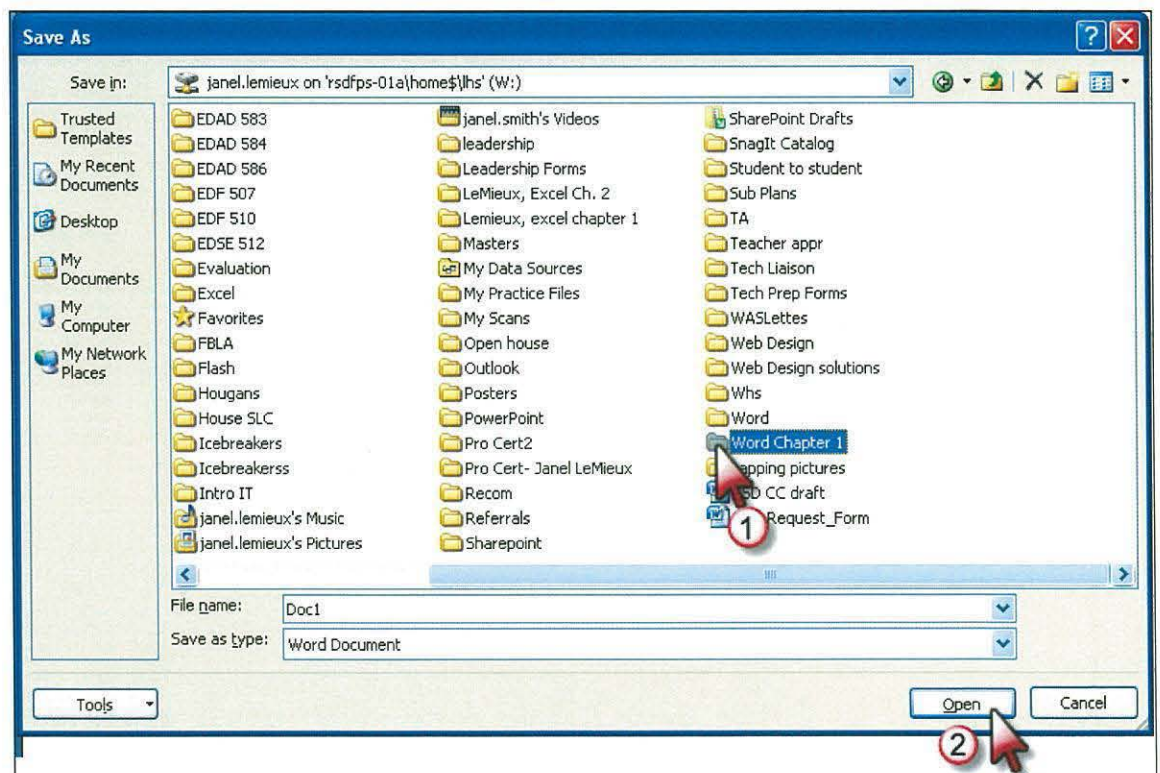 Save As
Save in:
janel.lemieux on 'rsdfps-01a\home$\lhs' (W:)
Trusted
Templates
My Recent
Documents
Desktop
My
Documents
My
Computer
My Network
Places
EDAD 583
EDAD 584
EDAD 586
EDF 507
EDF 510
EDSE 512
Evaluation
Excel
Favorites
FBLA
Flash
Hougans
House SLC
Icebreakers
Icebreakerss
Intro IT
janel.lemieux's Music
janel.lemieux's Pictures
janel.smith's Videos
leadership
Leadership Forms
LeMieux, Excel Ch. 2
Lemieux, excel chapter 1
Masters
My Data Sources
My Practice Files
My Scans
Open house
Outlook
Posters
PowerPoint
Pro Cert2
Pro Cert- Janel LeMieux
Recom
Referrals
Sharepoint
SharePoint Drafts
SnagIt Catalog
Student to student
Sub Plans
TA
Teacher appr
Tech Liaison
Tech Prep Forms
WASLettes
Web Design
Web Design solutions
Whs
Word
Word Chapter 1
pictures
CC draft
Request_Form
1
File name:
Doc1
Save as type:
Word Document
Tools
Open
Cancel
2